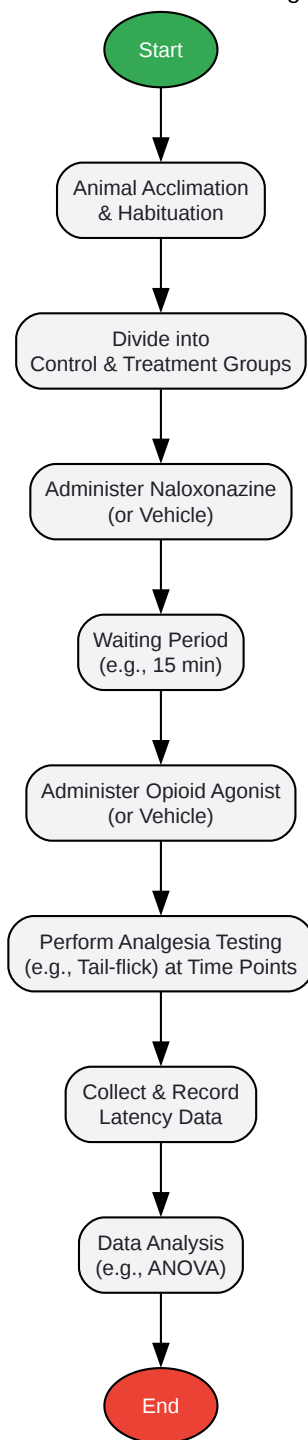 Start
Animal Acclimation
& Habituation
Divide into
Control & Treatment Groups
Administer Naloxonazine
(or Vehicle)
Waiting Period
(e.g., 15 min)
Administer Opioid Agonist
(or Vehicle)
Perform Analgesia Testing
(e.g., Tail-flick) at Time Points
Collect & Record
Latency Data
Data Analysis
(e.g., ANOVA)
End